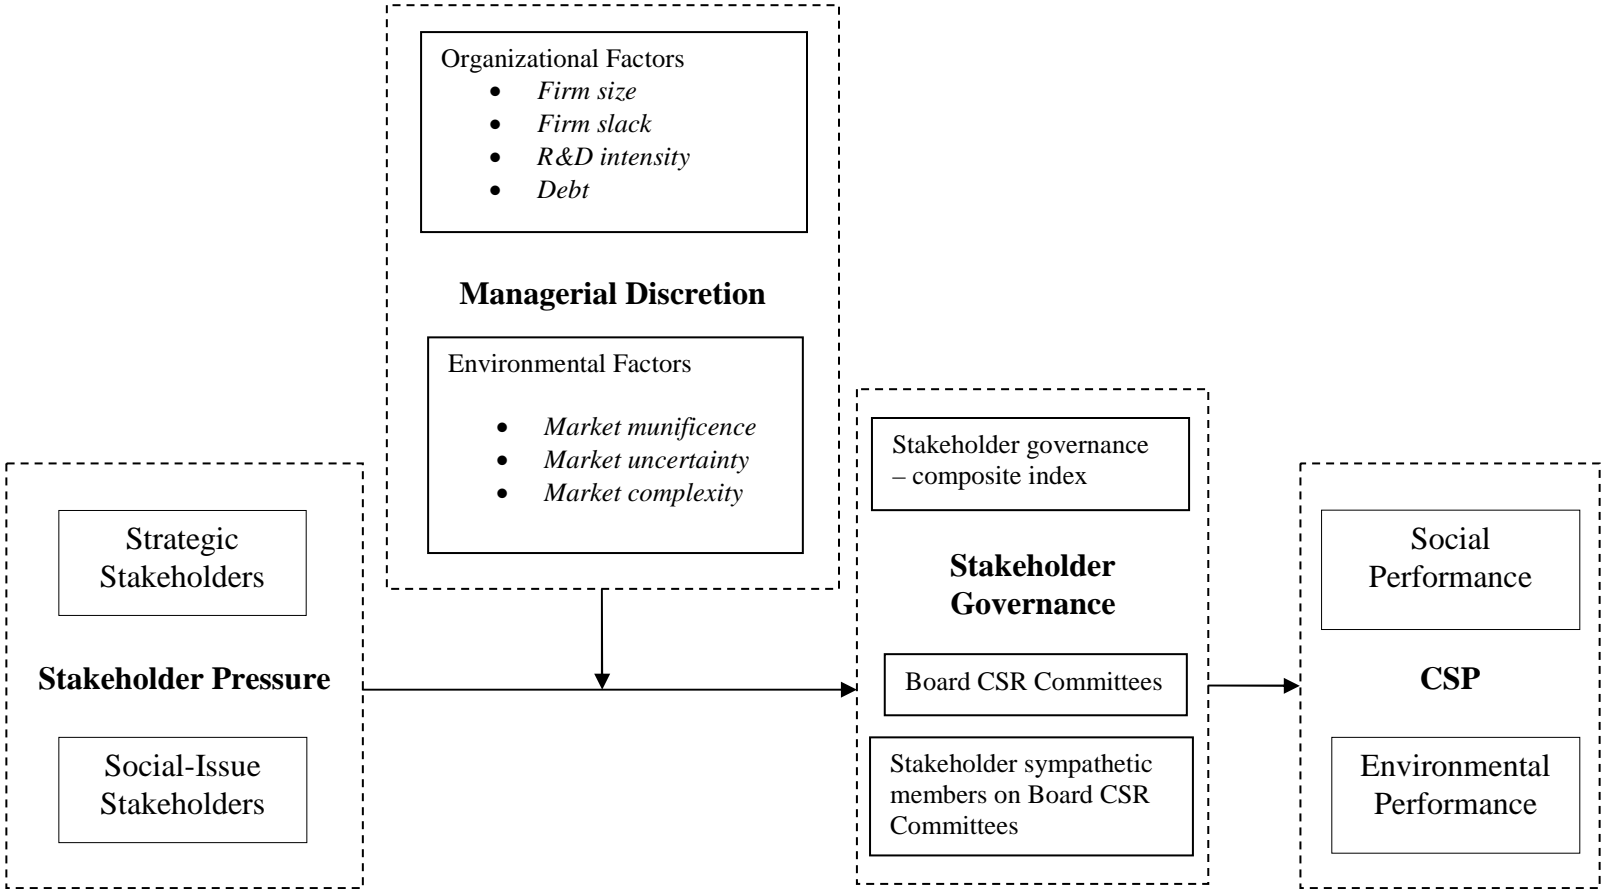 Organizational Factors
• Firm size
• Firm slack
• R&D intensity
• Debt
Managerial Discretion
Environmental Factors
• Market munificence
• Market uncertainty
• Market complexity
Strategic
Stakeholders
Stakeholder Pressure
Social-Issue
Stakeholders
Stakeholder governance
– composite index
Stakeholder
Governance
Board CSR Committees
Stakeholder sympathetic
members on Board CSR
Committees
Social
Performance
CSP
Environmental
Performance